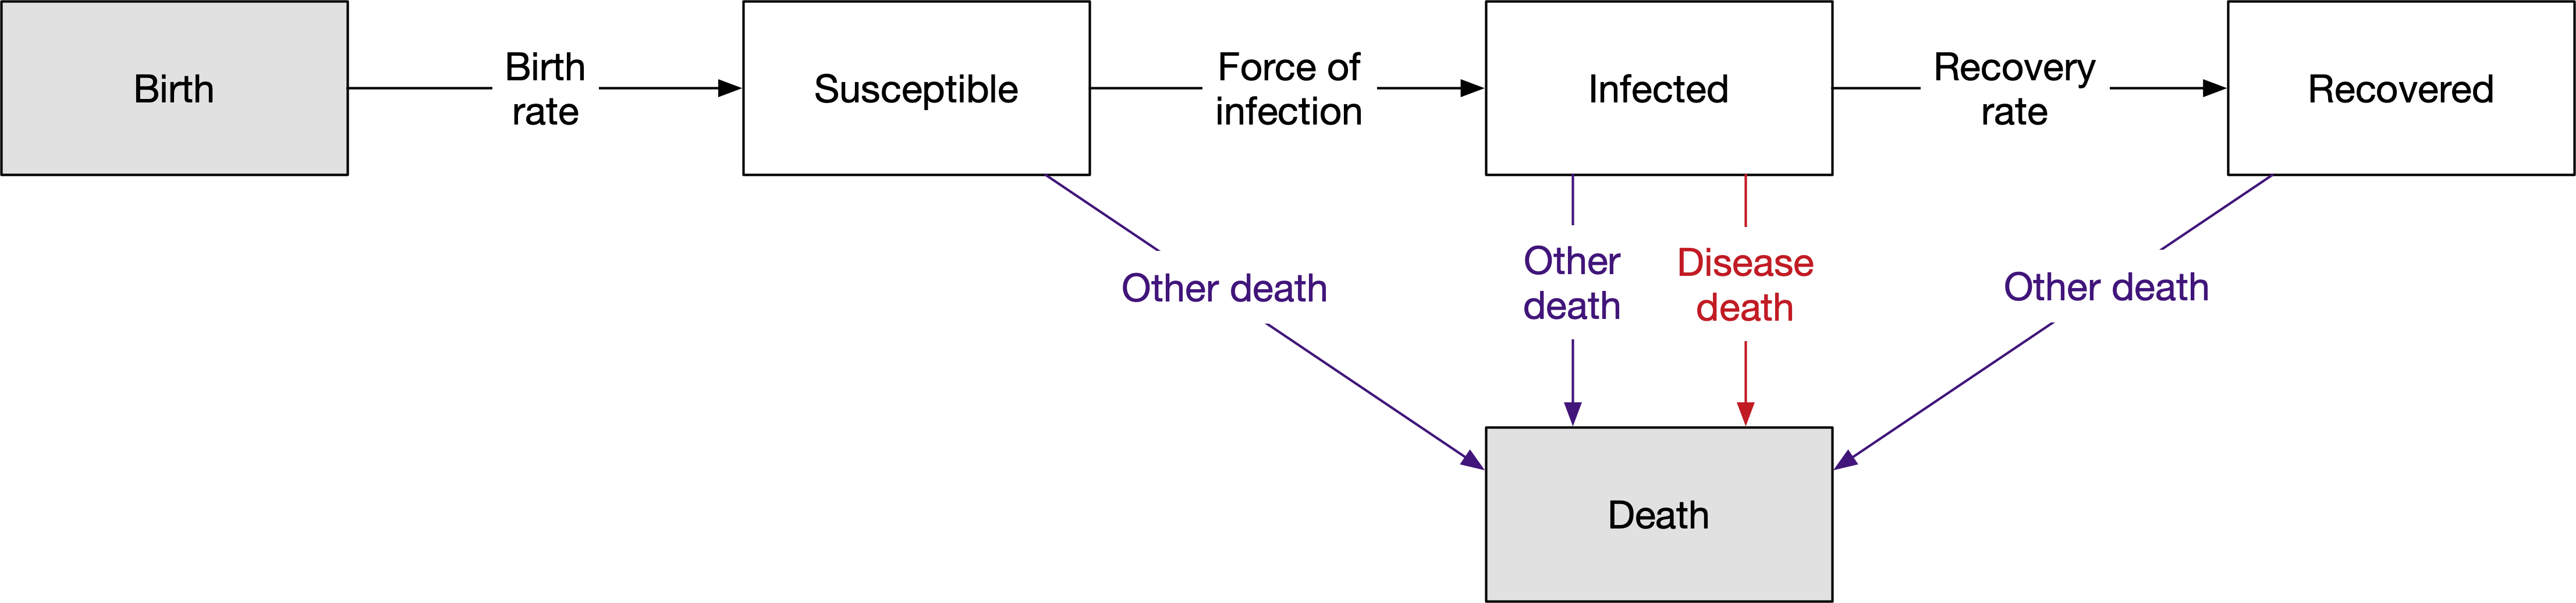 Birth
Birth
rate
Susceptible
Force of
infection
Infected
Recovery
rate
Recovered
Other death
Other
death
Disease
death
Other death
Death